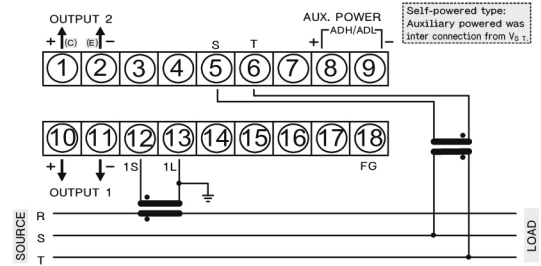 OUTPUT 2
AUX. POWER
ADH/ADL
Self-powered type:
Auxiliary powered was
inter connection from VS T.
+ (C) (E) -
S T + -
1 2 3 4 5 6 7 8 9
10 11 12 13 14 15 16 17 18
+ - 1S 1L FG
OUTPUT 1
SOURCE
R
S
T
LOAD